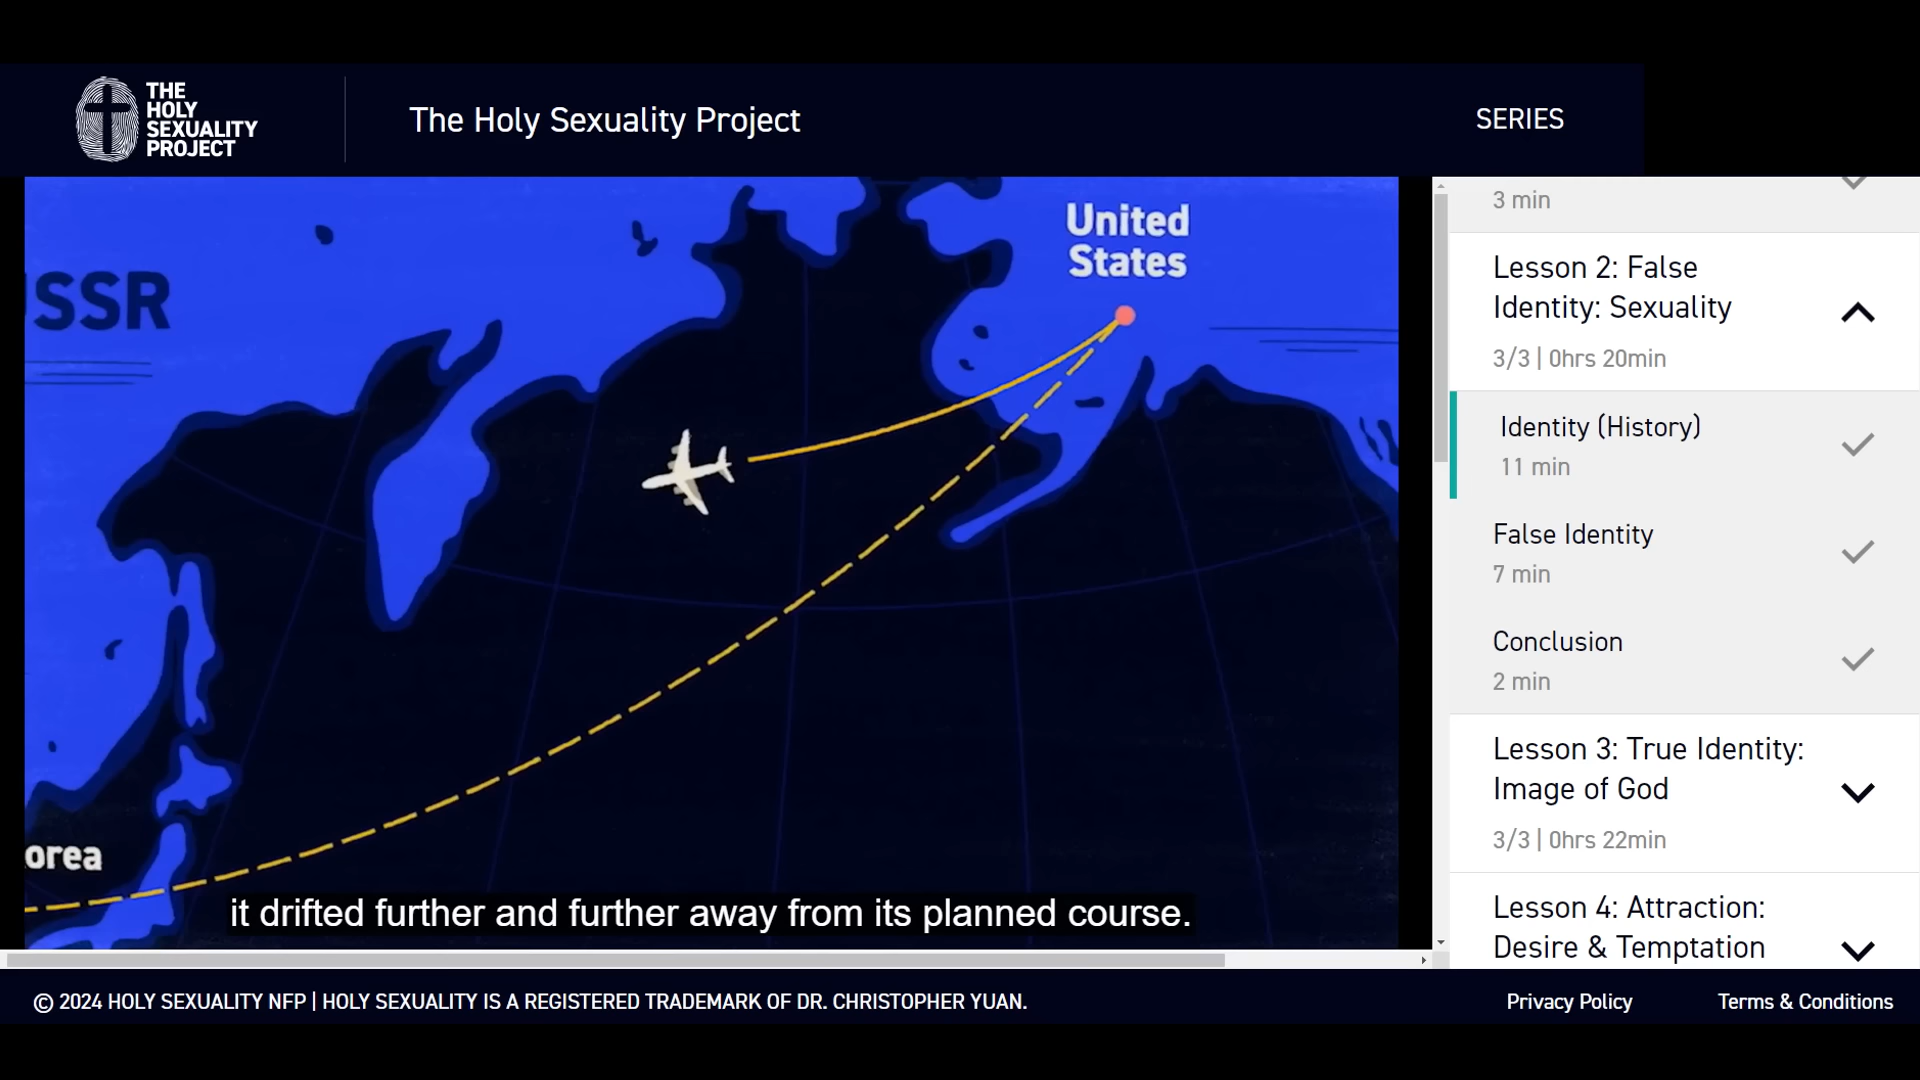 THE
HOLY
SEXUALITY
PROJECT
The Holy Sexuality Project
SERIES
United
States
SSR
orea
it drifted further and further away from its planned course.
3 min
Lesson 2: False
Identity: Sexuality
3/3 | 0hrs 20min
Identity (History)
11 min
False Identity
7 min
Conclusion
2 min
Lesson 3: True Identity:
Image of God
3/3 | 0hrs 22min
Lesson 4: Attraction:
Desire & Temptation
© 2024 HOLY SEXUALITY NFP | HOLY SEXUALITY IS A REGISTERED TRADEMARK OF DR. CHRISTOPHER YUAN.
Privacy Policy
Terms & Conditions